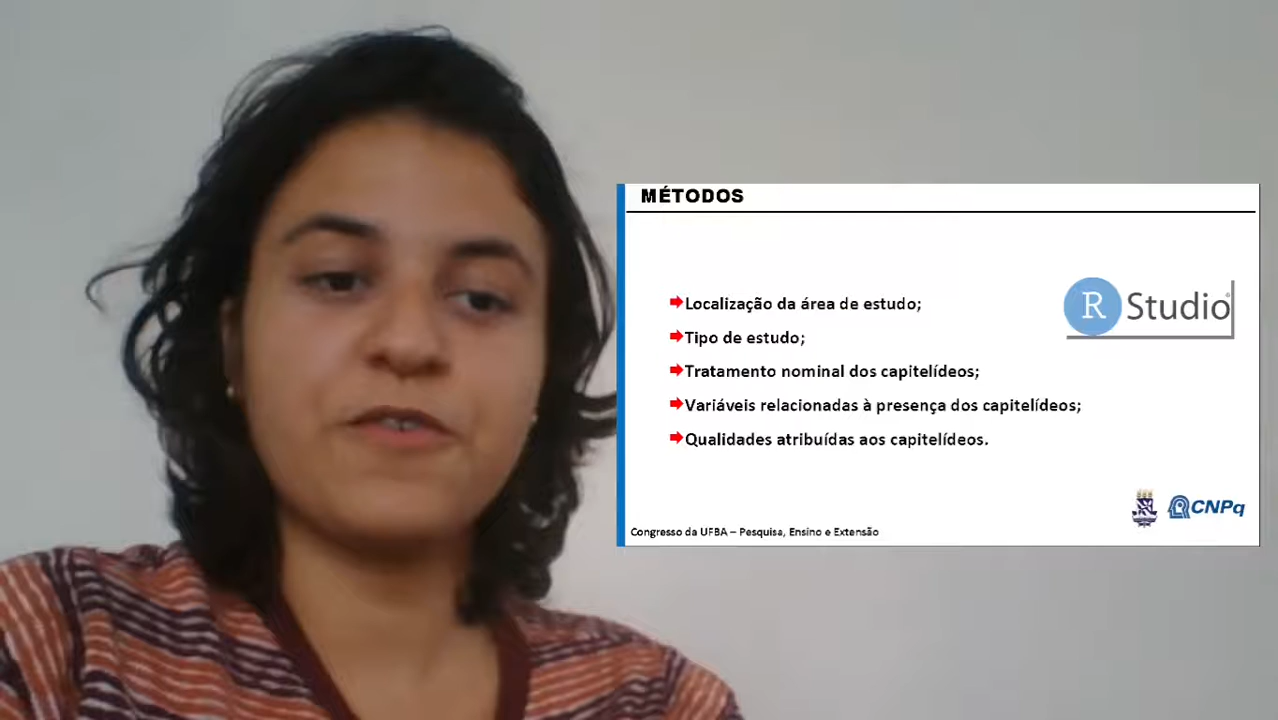 MÉTODOS
Localização da área de estudo;
Tipo de estudo;
Tratamento nominal dos capitelídeos;
Variáveis relacionadas à presença dos capitelídeos;
Qualidades atribuídas aos capitelídeos.
R Studio®
CNPq
Congresso da UFBA – Pesquisa, Ensino e Extensão